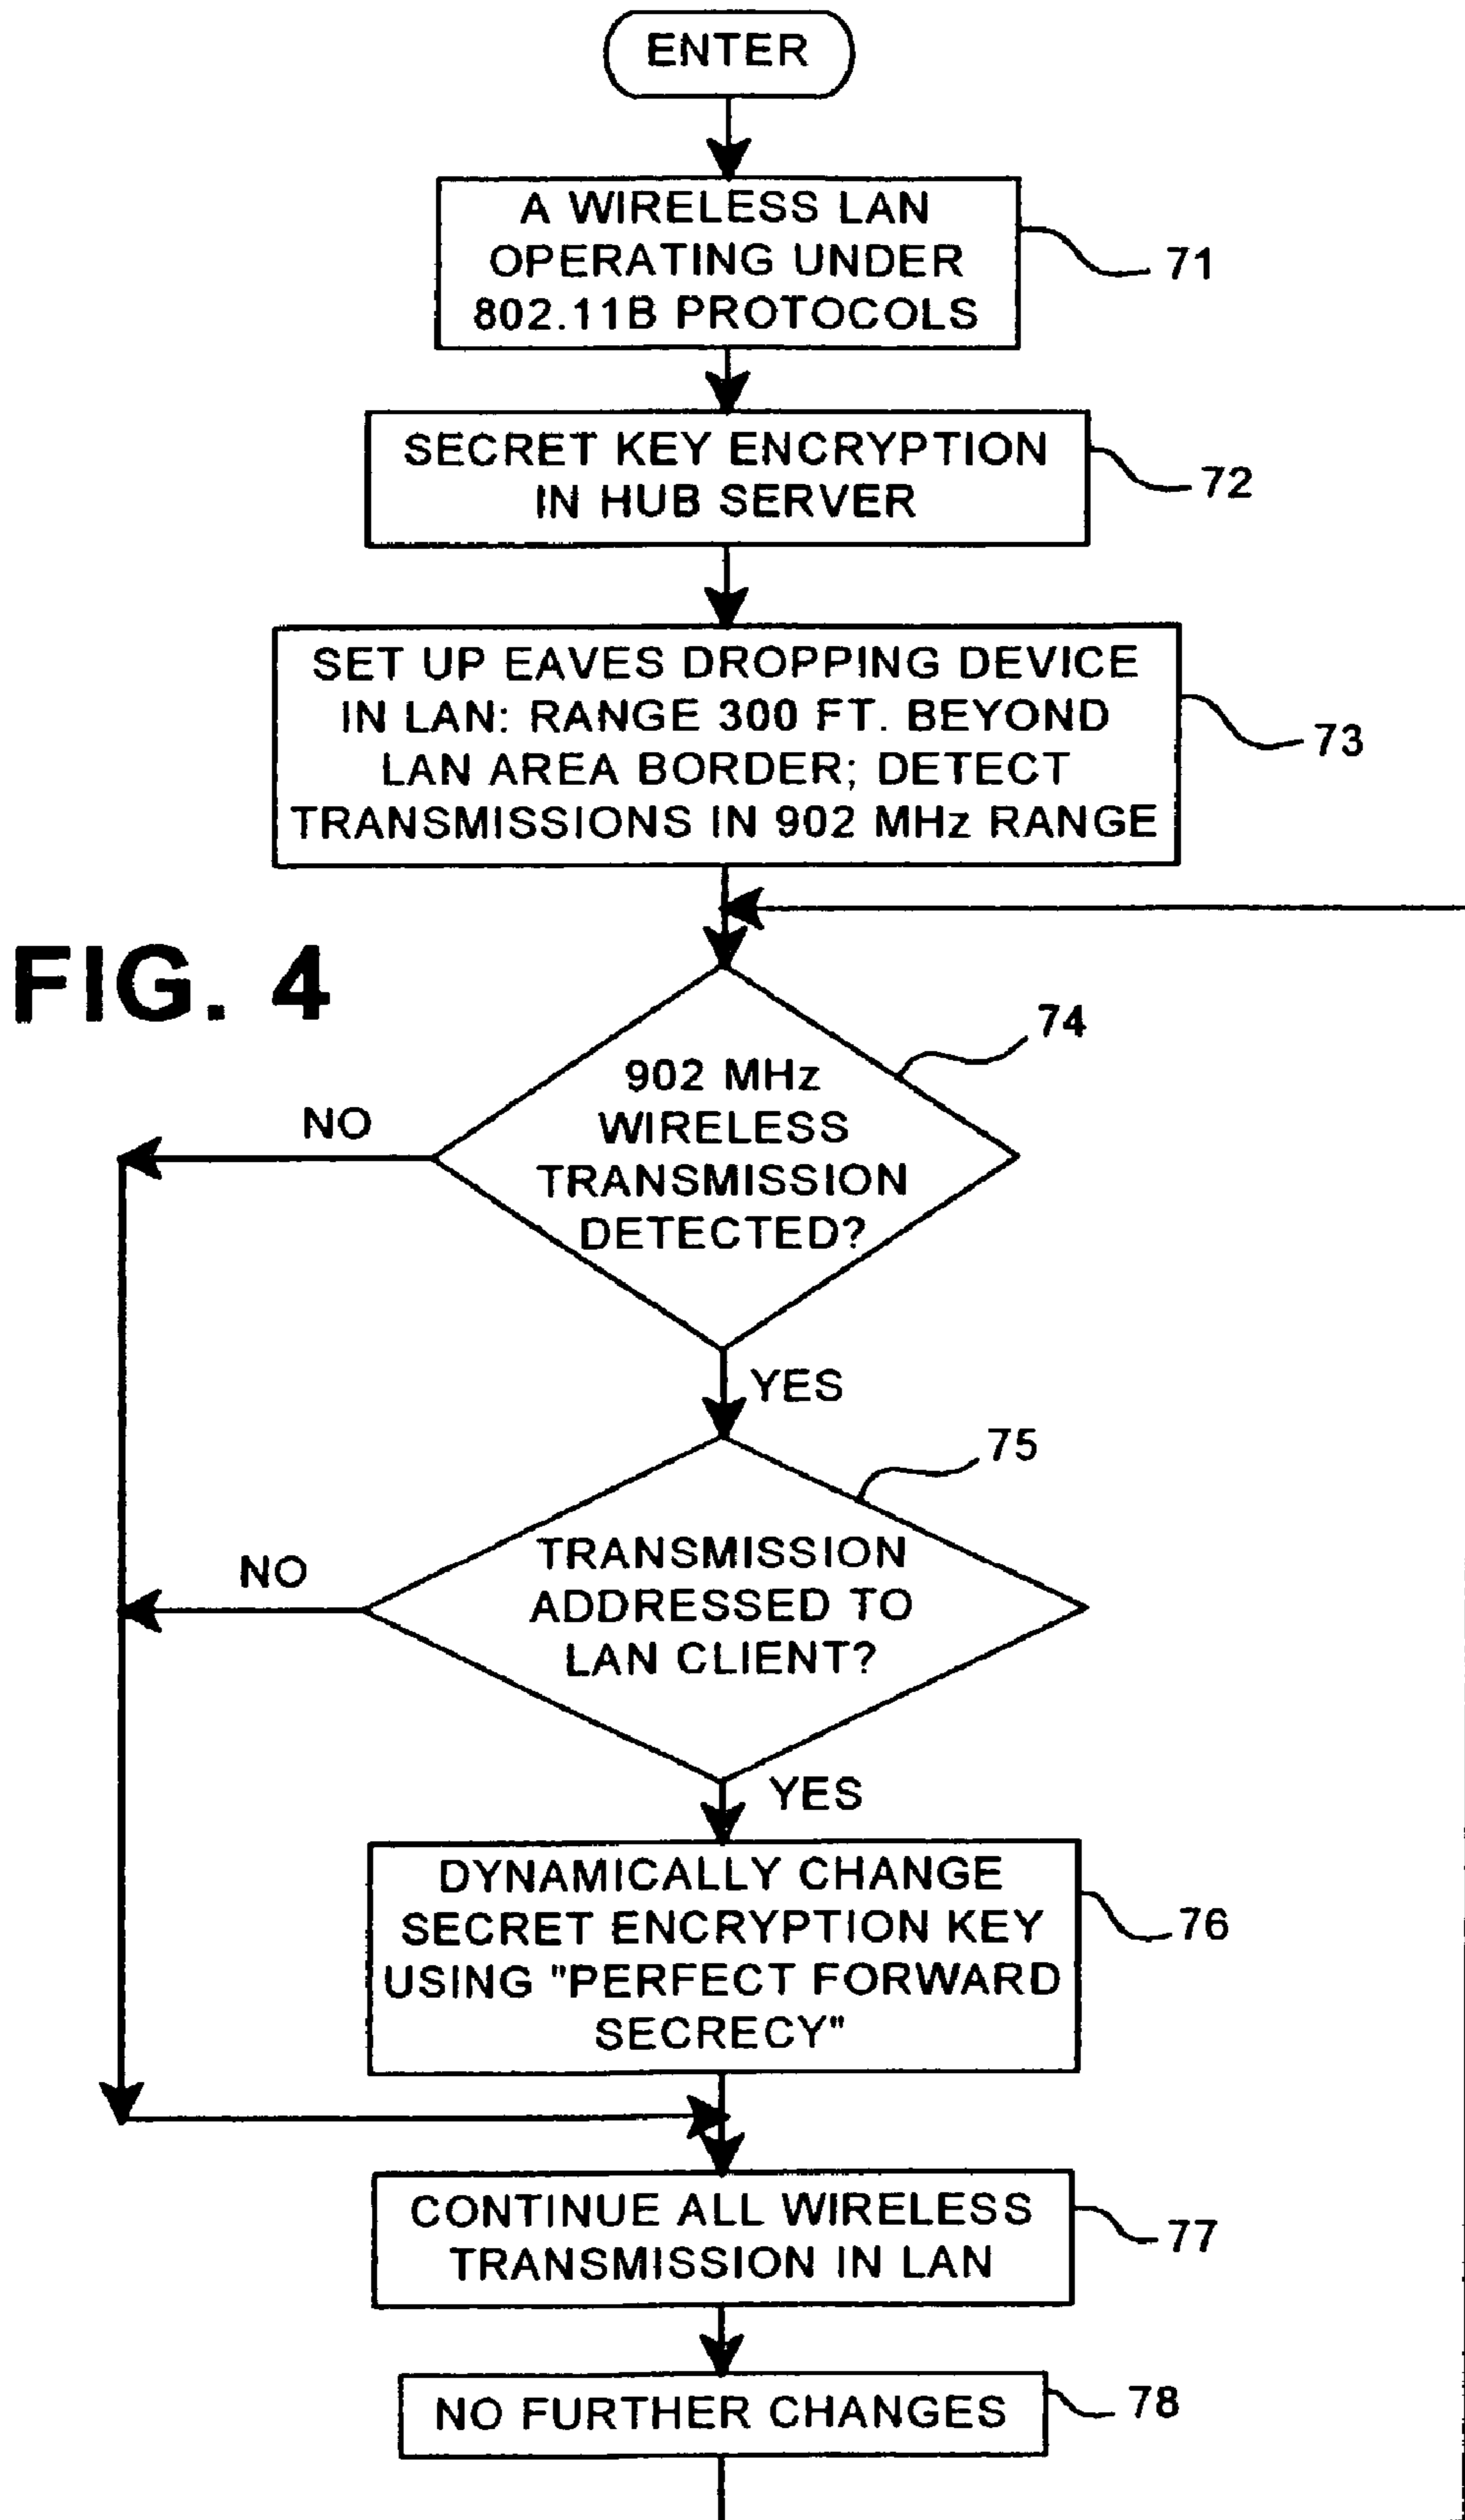 ENTER
A WIRELESS LAN
OPERATING UNDER
802.11B PROTOCOLS
71
SECRET KEY ENCRYPTION
IN HUB SERVER
72
SET UP EAVES DROPPING DEVICE
IN LAN: RANGE 300 FT. BEYOND
LAN AREA BORDER; DETECT
TRANSMISSIONS IN 902 MHz RANGE
73
FIG. 4
74
902 MHz
WIRELESS
TRANSMISSION
DETECTED?
NO
YES
75
TRANSMISSION
ADDRESSED TO
LAN CLIENT?
NO
YES
DYNAMICALLY CHANGE
SECRET ENCRYPTION KEY
USING "PERFECT FORWARD
SECRECY"
76
CONTINUE ALL WIRELESS
TRANSMISSION IN LAN
77
NO FURTHER CHANGES
78